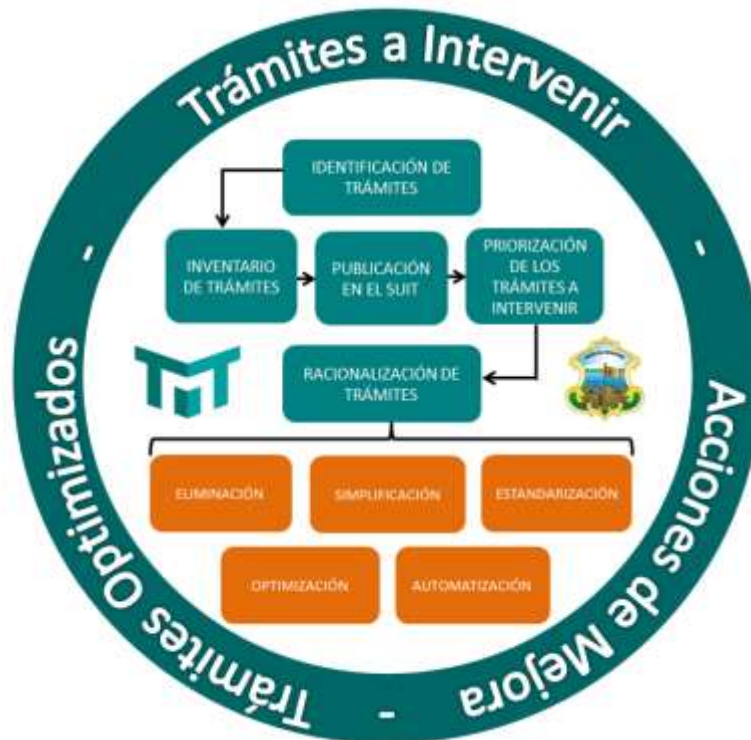 Trámites a Intervenir
IDENTIFICACIÓN DE
TRÁMITES
INVENTARIO
DE TRÁMITES
PUBLICACIÓN
EN EL SUIT
PRIORIZACIÓN
DE LOS
TRÁMITES A
INTERVENIR
RACIONALIZACIÓN DE
TRÁMITES
ELIMINACIÓN
SIMPLIFICACIÓN
ESTANDARIZACIÓN
OPTIMIZACIÓN
AUTOMATIZACIÓN
- Acciones de Mejora
- Trámites Optimizados -